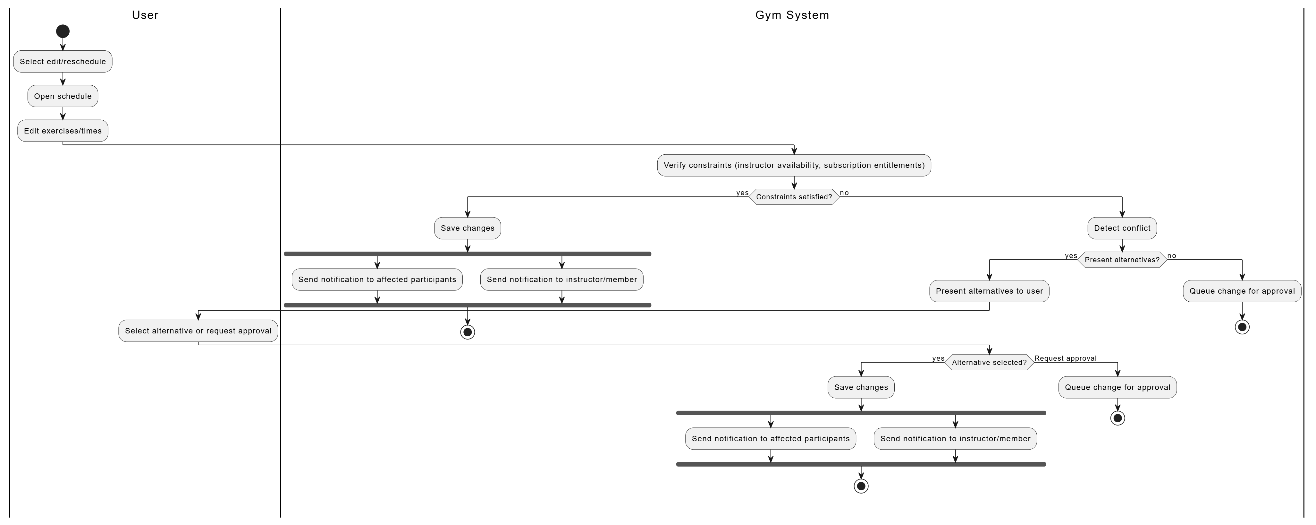 User
Gym System
Select edit/reschedule
Open schedule
Edit exercises/times
Verify constraints (instructor availability, subscription entitlements)
yes
Constraints satisfied?
no
Save changes
Detect conflict
yes
Present alternatives?
no
Send notification to affected participants
Send notification to instructor/member
Present alternatives to user
Queue change for approval
Select alternative or request approval
yes
Alternative selected?
Request approval
Save changes
Queue change for approval
Send notification to affected participants
Send notification to instructor/member